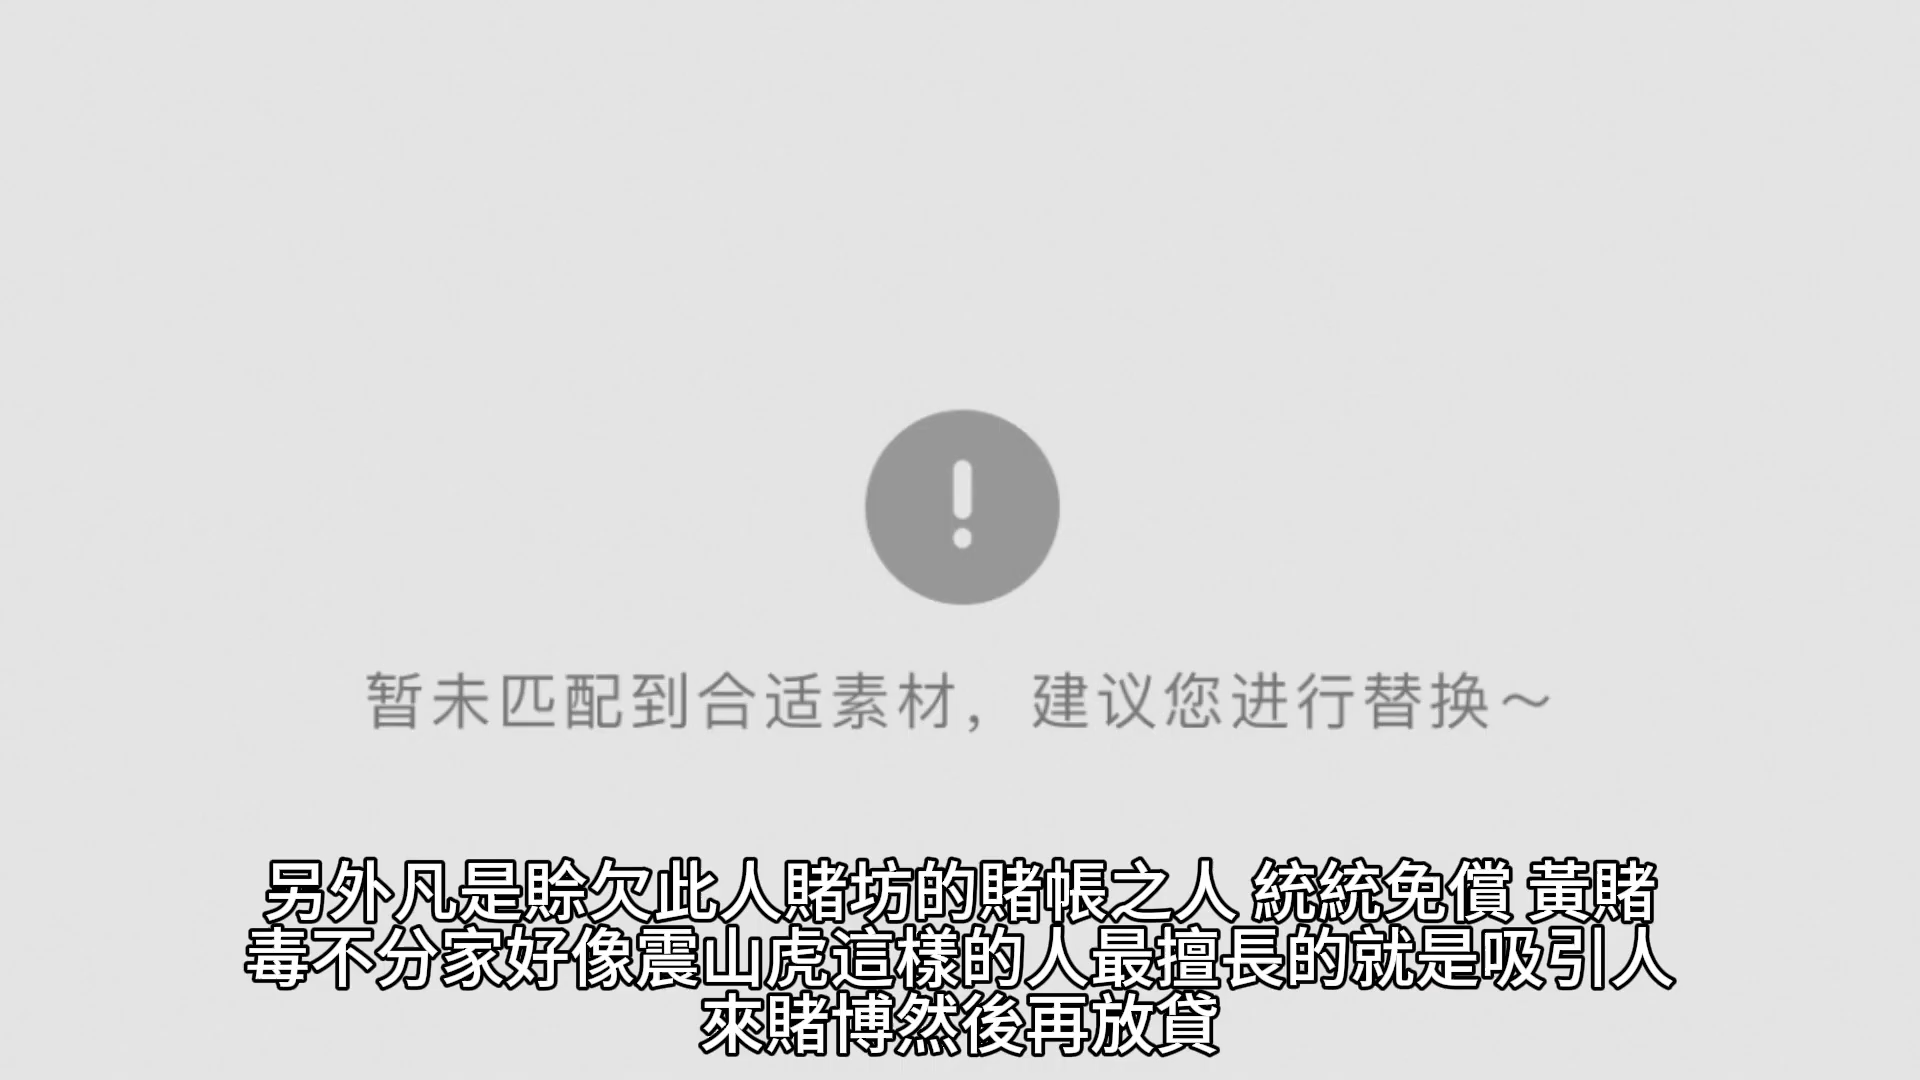 暂未匹配到合适素材，建议您进行替换～
另外凡是賒欠此人賭坊的賭帳之人 統統免償 黃賭
毒不分家好像震山虎這樣的人最擅長的就是吸引人
來賭博然後再放貸